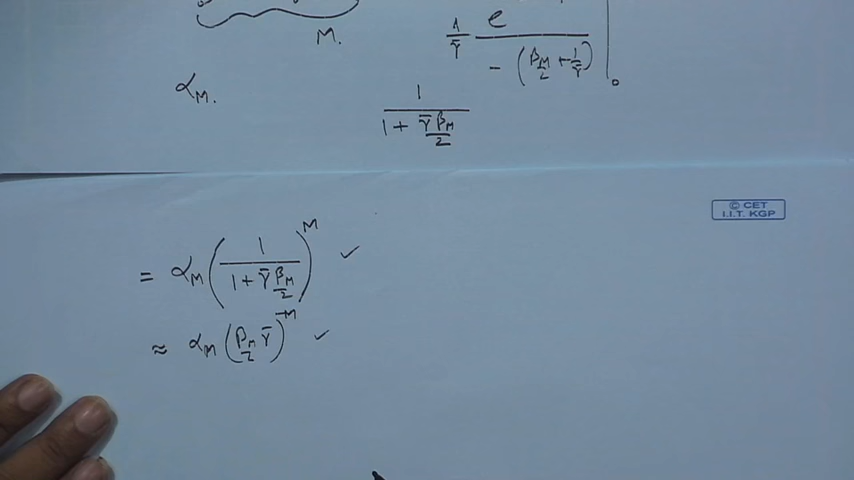 M.
1/γ̄ e / -(β_M/2 + 1/γ̄) |₀
α_M.
1 / (1 + γ̄ β_M/2)
© CET
I.I.T. KGP
= α_M (1 / (1 + γ̄ β_M/2))^M ✓
≈ α_M (β_M/2 γ̄)^-M ✓